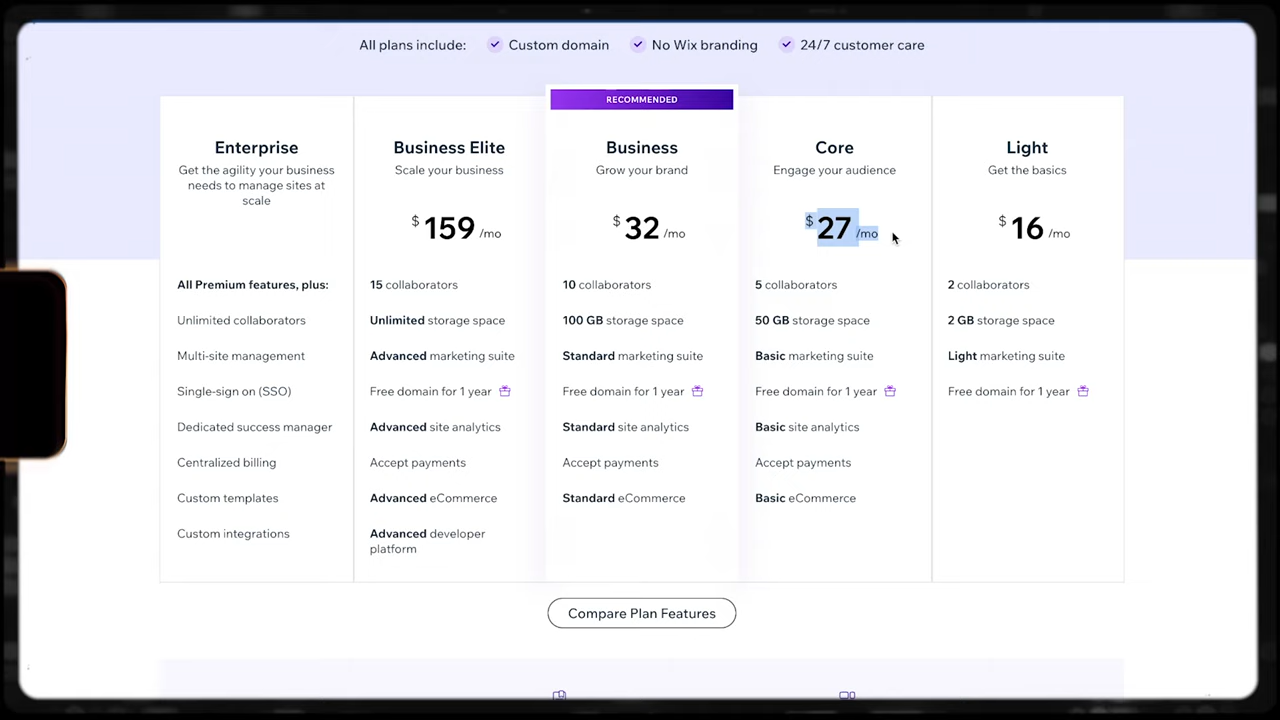 All plans include: Custom domain No Wix branding 24/7 customer care
RECOMMENDED
Enterprise
Get the agility your business
needs to manage sites at
scale
All Premium features, plus:
Unlimited collaborators
Multi-site management
Single-sign on (SSO)
Dedicated success manager
Centralized billing
Custom templates
Custom integrations
Business Elite
Scale your business
$ 159 /mo
15 collaborators
Unlimited storage space
Advanced marketing suite
Free domain for 1 year
Advanced site analytics
Accept payments
Advanced eCommerce
Advanced developer
platform
Business
Grow your brand
$ 32 /mo
10 collaborators
100 GB storage space
Standard marketing suite
Free domain for 1 year
Standard site analytics
Accept payments
Standard eCommerce
Core
Engage your audience
$ 27 /mo
5 collaborators
50 GB storage space
Basic marketing suite
Free domain for 1 year
Basic site analytics
Accept payments
Basic eCommerce
Light
Get the basics
$ 16 /mo
2 collaborators
2 GB storage space
Light marketing suite
Free domain for 1 year
Compare Plan Features